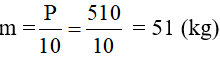 m = P/10 = 510/10 = 51 (kg)